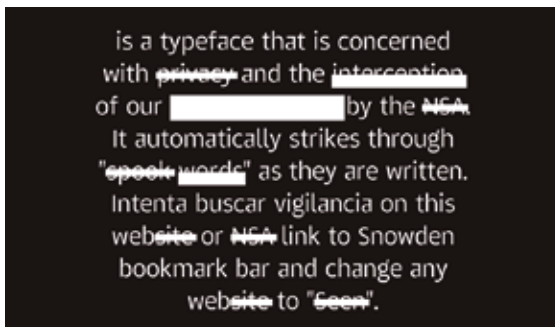 is a typeface that is concerned
with privacy and the interception
of our by the NSA.
It automatically strikes through
"spook words" as they are written.
Intenta buscar vigilancia on this
website or NSA link to Snowden
bookmark bar and change any
website to "Seen".